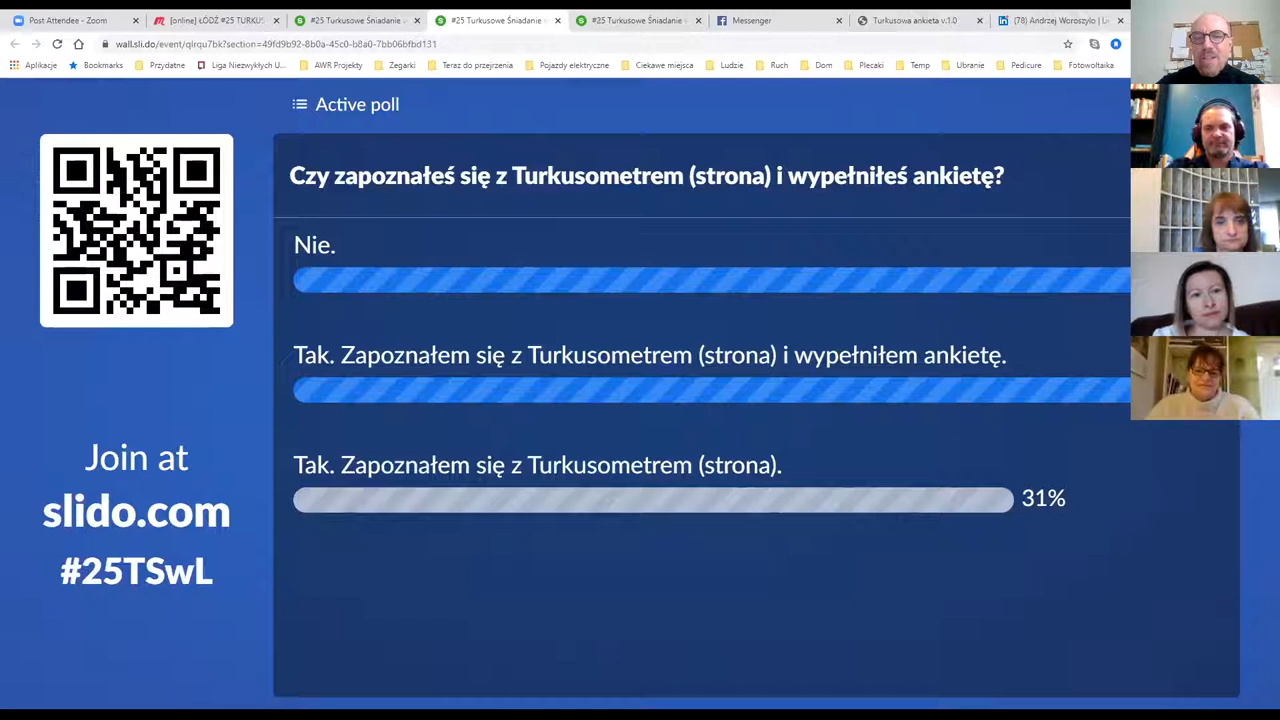 Post Attendee - Zoom
[online] ŁÓDŹ #25 TURKUS
#25 Turkusowe Śniadanie
#25 Turkusowe Śniadanie
#25 Turkusowe Śniadanie
Messenger
Turkusowa ankieta v.1.0
(78) Andrzej Woroszyło |
wall.sli.do/event/qlrqu7bk?section=49fd9b92-8b0a-45c0-b8a0-7bb06bfbd131
Aplikacje
Bookmarks
Przydatne
Liga Niezwykłych U...
AWR Projekty
Zegarki
Teraz do przejrzenia
Pojazdy elektryczne
Ciekawe miejsca
Ludzie
Ruch
Dom
Plecaki
Temp
Ubranie
Pedicure
Fotowoltaika
Active poll
Czy zapoznałeś się z Turkusometrem (strona) i wypełniłeś ankietę?
Nie.
Tak. Zapoznałem się z Turkusometrem (strona) i wypełniłem ankietę.
Tak. Zapoznałem się z Turkusometrem (strona).
31%
Join at
slido.com
#25TSwL